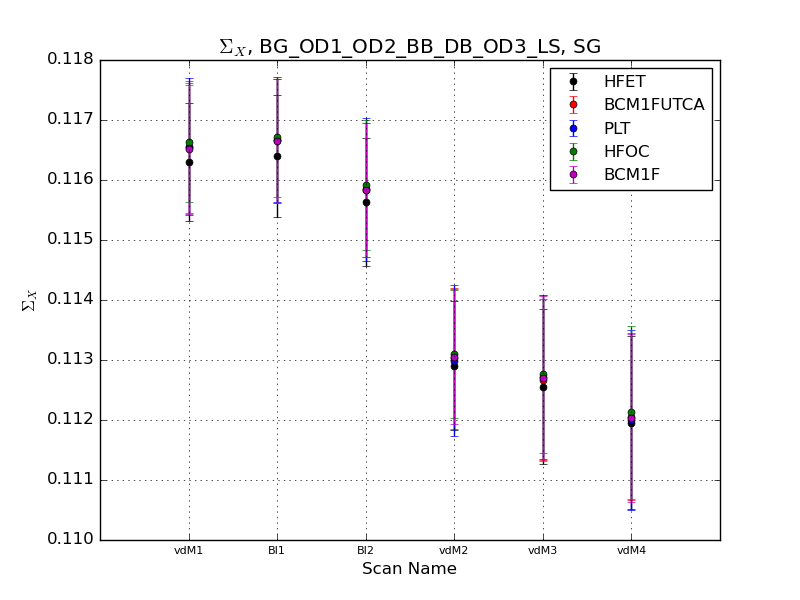 Σ_X, BG_OD1_OD2_BB_DB_OD3_LS, SG
0.118
0.117
0.116
0.115
0.114
0.113
0.112
0.111
0.110
Σ_X
HFET
BCM1FUTCA
PLT
HFOC
BCM1F
vdM1 BI1 BI2 vdM2 vdM3 vdM4
Scan Name